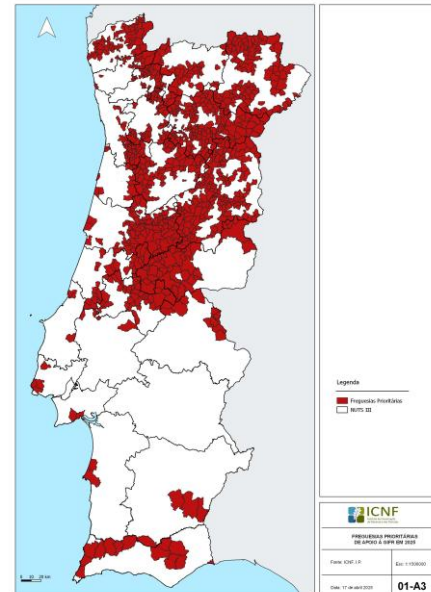 Legenda
Freguesias Prioritárias
NUTS III
ICNF
FREGUESIAS PRIORITÁRIAS
DE APOIO À GIFR EM 2025
Fonte: ICNF, I.P.
Data: 17 de abril 2025
01-A3